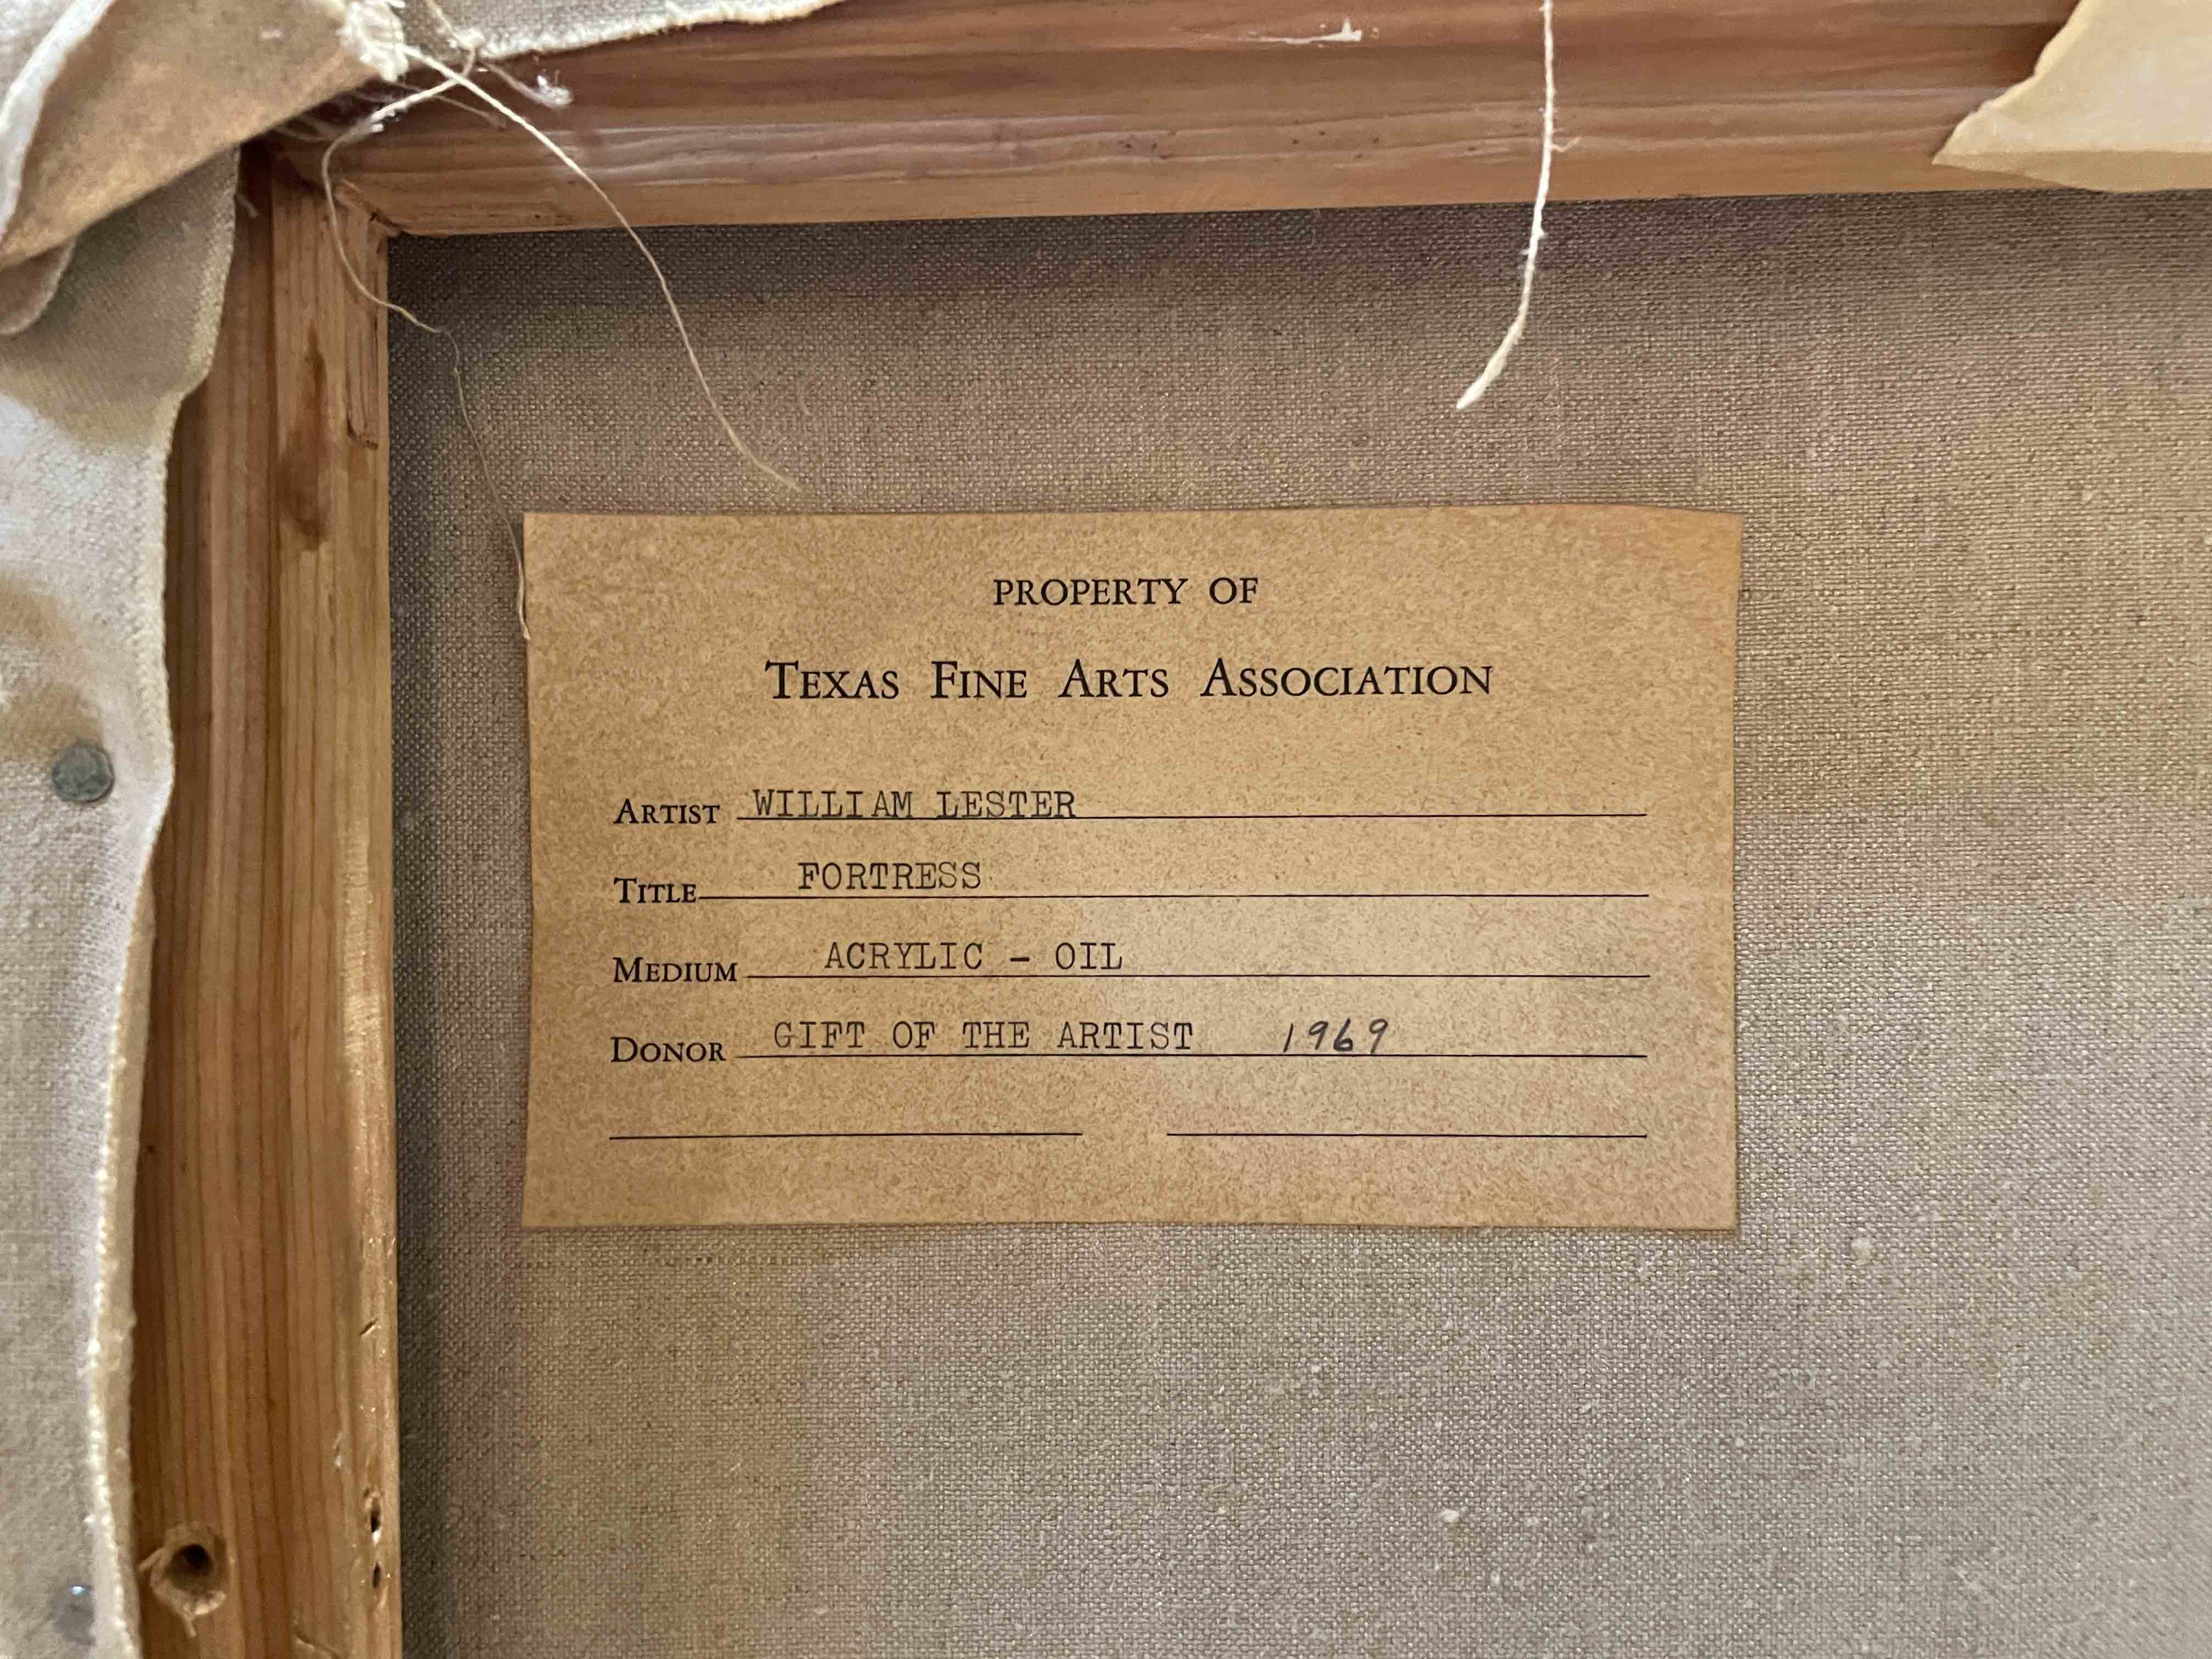 PROPERTY OF
TEXAS FINE ARTS ASSOCIATION
ARTIST WILLIAM LESTER
TITLE FORTRESS
MEDIUM ACRYLIC - OIL
DONOR GIFT OF THE ARTIST 1969